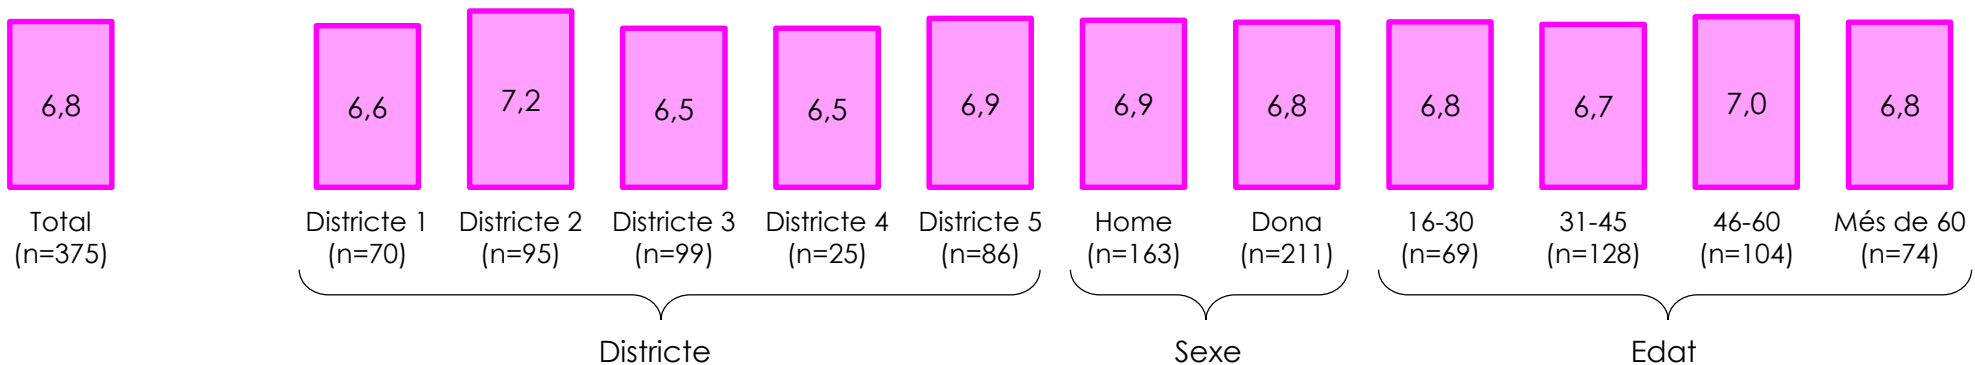 6,8
6,6
7,2
6,5
6,5
6,9
6,9
6,8
6,8
6,7
7,0
6,8
Total
(n=375)
Districte 1
(n=70)
Districte 2
(n=95)
Districte 3
(n=99)
Districte 4
(n=25)
Districte 5
(n=86)
Home
(n=163)
Dona
(n=211)
16-30
(n=69)
31-45
(n=128)
46-60
(n=104)
Més de 60
(n=74)
Districte
Sexe
Edat